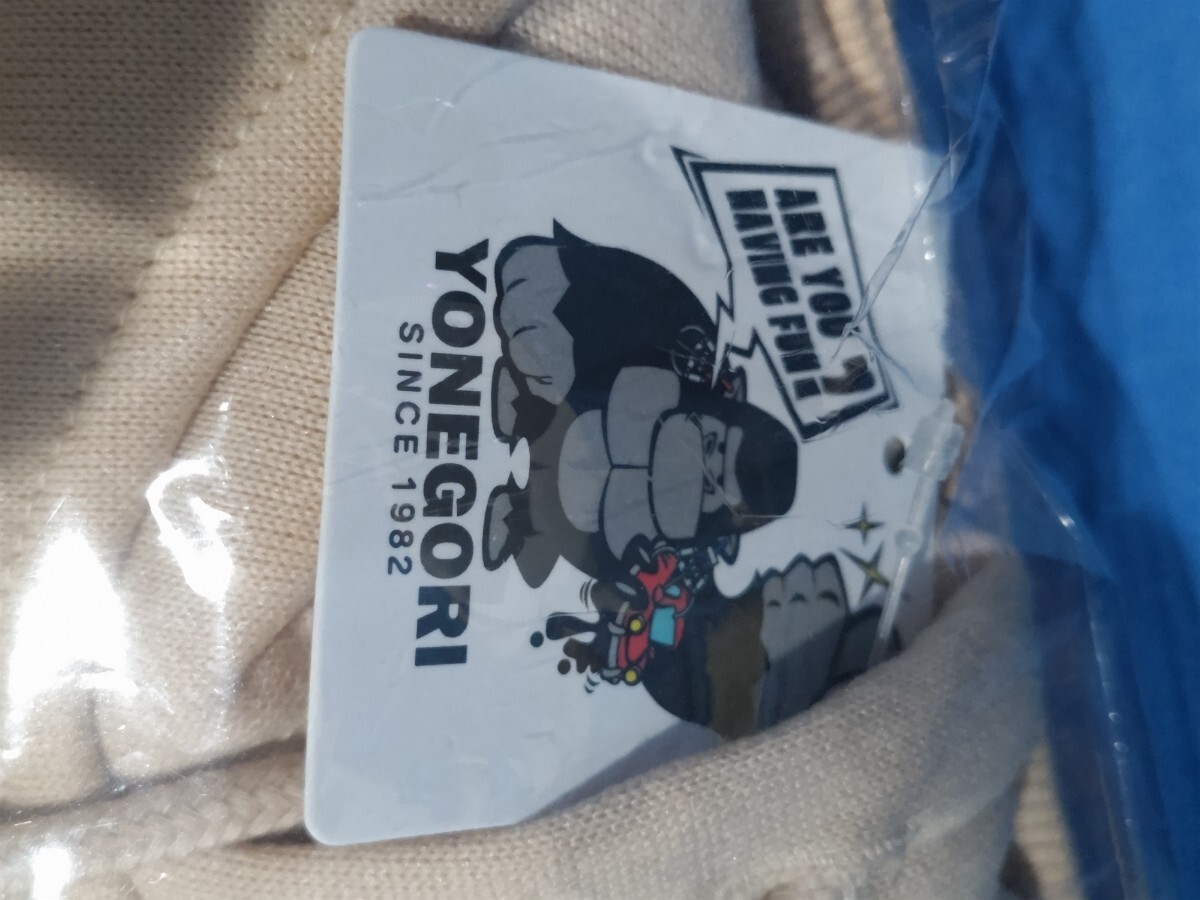 ARE YOU
HAVING FUN?
YONEGORI
SINCE 1982